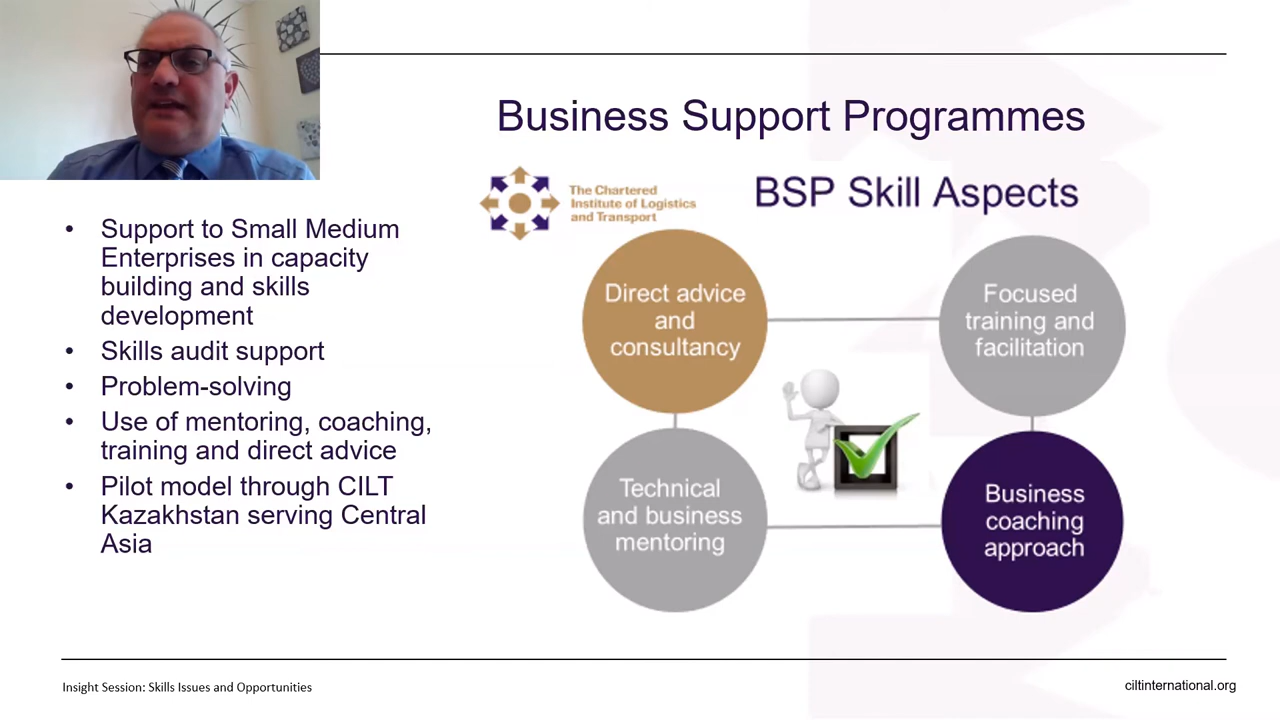 Business Support Programmes
The Chartered
Institute of Logistics
and Transport
BSP Skill Aspects
• Support to Small Medium
Enterprises in capacity
building and skills
development
• Skills audit support
• Problem-solving
• Use of mentoring, coaching,
training and direct advice
• Pilot model through CILT
Kazakhstan serving Central
Asia
Direct advice
and
consultancy
Focused
training and
facilitation
Technical
and business
mentoring
Business
coaching
approach
Insight Session: Skills Issues and Opportunities
ciltinternational.org